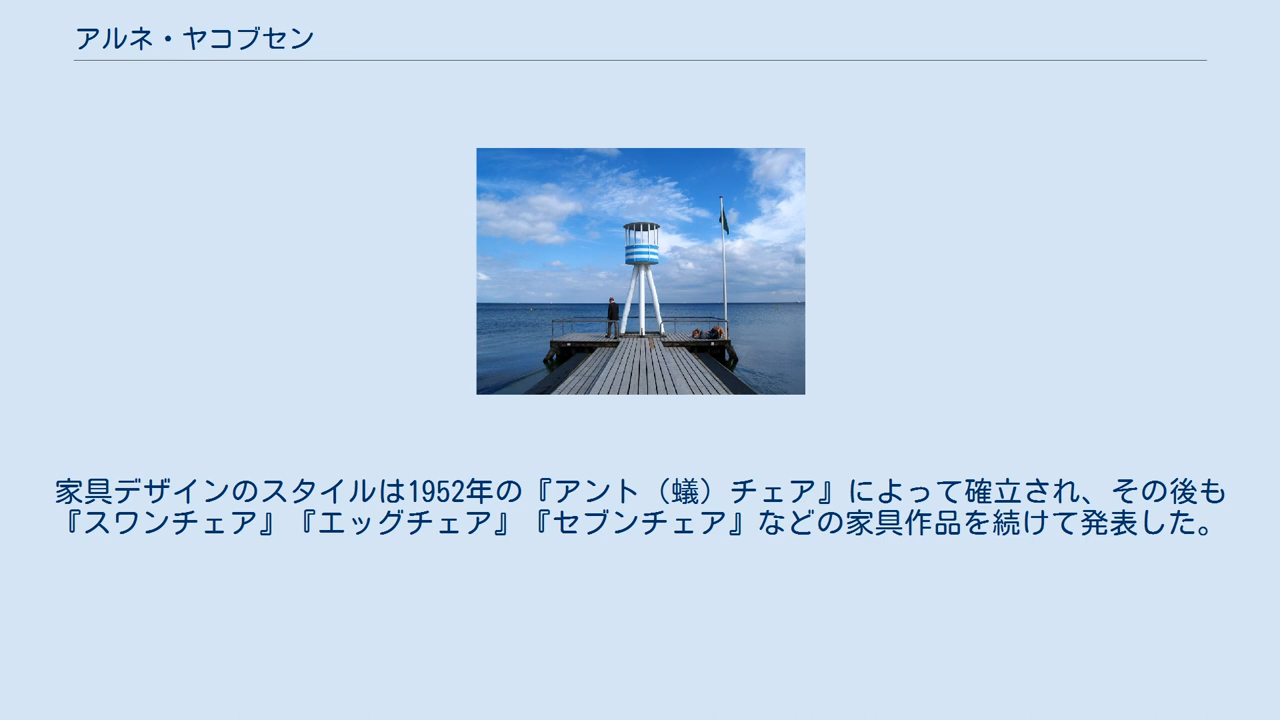 アルネ・ヤコブセン
家具デザインのスタイルは1952年の『アント（蟻）チェア』によって確立され、その後も
『スワンチェア』『エッグチェア』『セブンチェア』などの家具作品を続けて発表した。